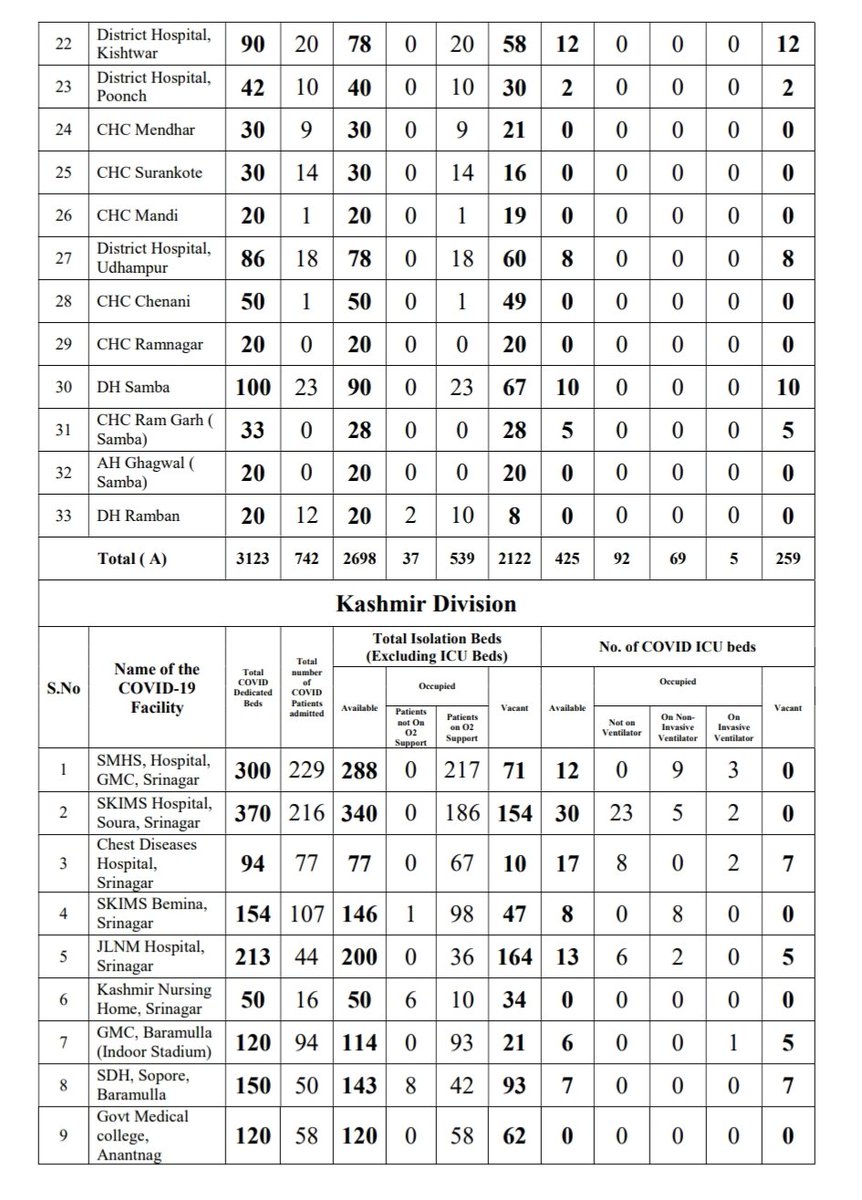 22 District Hospital, Kishtwar 90 20 78 0 20 58 12 0 0 0 12
23 District Hospital, Poonch 42 10 40 0 10 30 2 0 0 0 2
24 CHC Mendhar 30 9 30 0 9 21 0 0 0 0 0
25 CHC Surankote 30 14 30 0 14 16 0 0 0 0 0
26 CHC Mandi 20 1 20 0 1 19 0 0 0 0 0
27 District Hospital, Udhampur 86 18 78 0 18 60 8 0 0 0 8
28 CHC Chenani 50 1 50 0 1 49 0 0 0 0 0
29 CHC Ramnagar 20 0 20 0 0 20 0 0 0 0 0
30 DH Samba 100 23 90 0 23 67 10 0 0 0 10
31 CHC Ram Garh ( Samba) 33 0 28 0 0 28 5 0 0 0 5
32 AH Ghagwal ( Samba) 20 0 20 0 0 20 0 0 0 0 0
33 DH Ramban 20 12 20 2 10 8 0 0 0 0 0
Total ( A) 3123 742 2698 37 539 2122 425 92 69 5 259
Kashmir Division
S.No
Name of the COVID-19 Facility
Total COVID Dedicated Beds
Total number of COVID Patients admitted
Total Isolation Beds (Excluding ICU Beds)
No. of COVID ICU beds
Available
Occupied
Vacant
Available
Occupied
Vacant
Patients not On O2 Support
Patients on O2 Support
Not on Ventilator
On Non-Invasive Ventilator
On Invasive Ventilator
1 SMHS, Hospital, GMC, Srinagar 300 229 288 0 217 71 12 0 9 3 0
2 SKIMS Hospital, Soura, Srinagar 370 216 340 0 186 154 30 23 5 2 0
3 Chest Diseases Hospital, Srinagar 94 77 77 0 67 10 17 8 0 2 7
4 SKIMS Bemina, Srinagar 154 107 146 1 98 47 8 0 8 0 0
5 JLNM Hospital, Srinagar 213 44 200 0 36 164 13 6 2 0 5
6 Kashmir Nursing Home, Srinagar 50 16 50 6 10 34 0 0 0 0 0
7 GMC, Baramulla (Indoor Stadium) 120 94 114 0 93 21 6 0 0 1 5
8 SDH, Sopore, Baramulla 150 50 143 8 42 93 7 0 0 0 7
9 Govt Medical college, Anantnag 120 58 120 0 58 62 0 0 0 0 0